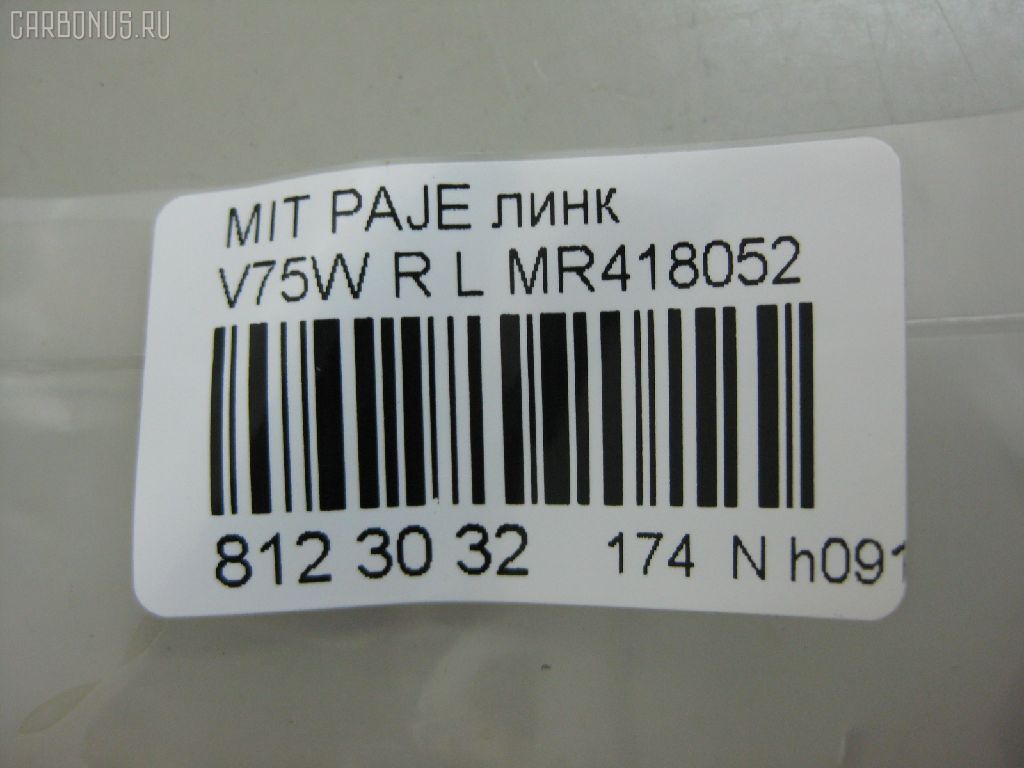 CARBONUS.RU
MIT PAJE линк
V75W R L MR418052
812 30 32 174 N h091